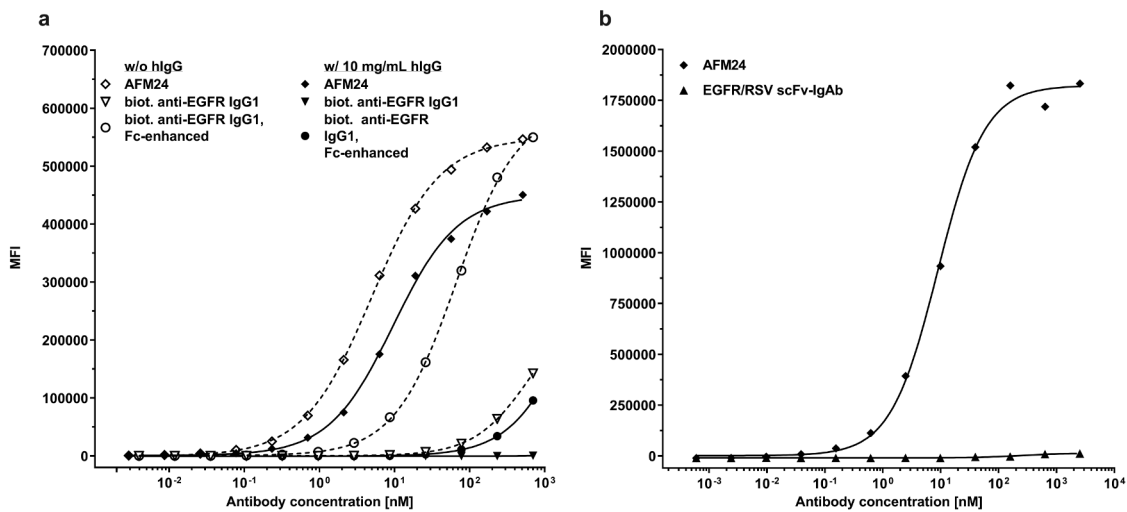 a
700000
600000
500000
400000
300000
200000
100000
0
MFI
w/o hIgG
AFM24
biot. anti-EGFR IgG1
biot. anti-EGFR IgG1,
Fc-enhanced
w/ 10 mg/mL hIgG
AFM24
biot. anti-EGFR IgG1
biot. anti-EGFR
IgG1,
Fc-enhanced
10-2 10-1 100 101 102 103
Antibody concentration [nM]
b
2000000
1750000
1500000
1250000
1000000
750000
500000
250000
0
MFI
AFM24
EGFR/RSV scFv-IgAb
10-3 10-2 10-1 100 101 102 103 104
Antibody concentration [nM]